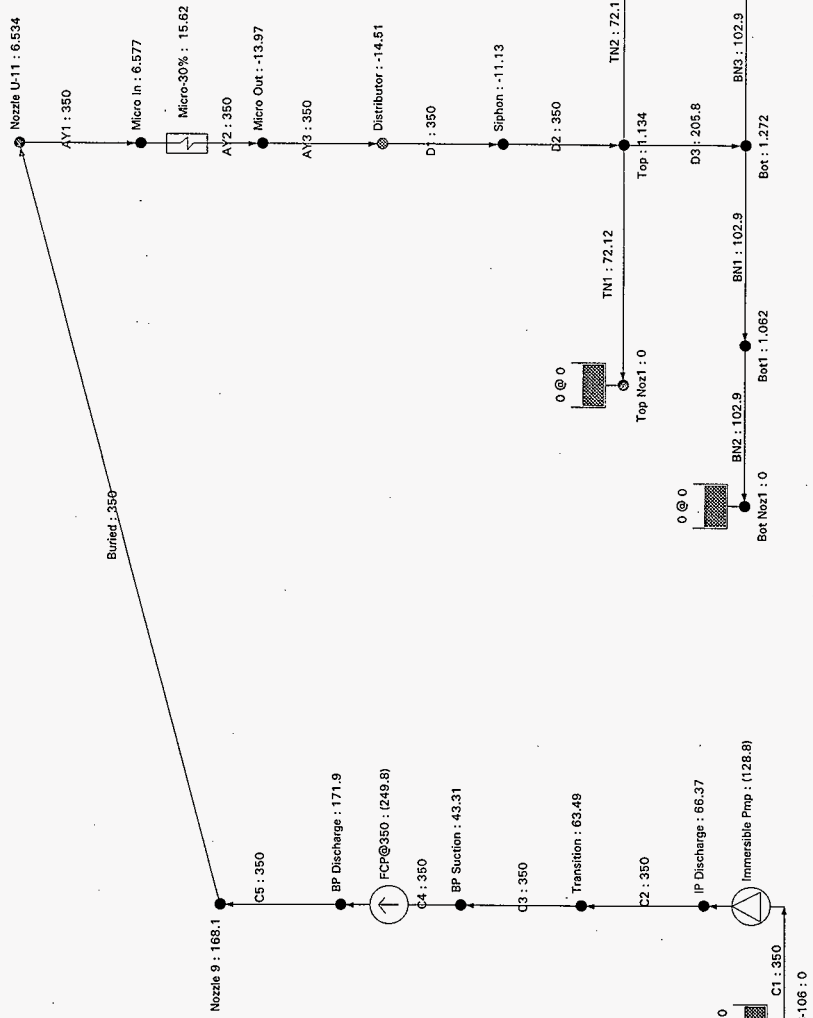 Nozzle U-11 : 6.534
AY1 : 350
Micro In : 6.577
Micro-30% : 15.62
AY2 : 350
Micro Out : -13.97
AY3 : 350
Distributor : -14.51
D1 : 350
Siphon : -11.13
D2 : 350
TN2 : 72.1
Top : 1.134
D3 : 205.8
BN3 : 102.9
Bot : 1.272
TN1 : 72.12
BN1 : 102.9
0 @ 0
Top Noz1 : 0
Bot1 : 1.062
BN2 : 102.9
0 @ 0
Bot Noz1 : 0
Buried : 350
Nozzle 9 : 168.1
C5 : 350
BP Discharge : 171.9
FCP@350 : (249.8)
C4 : 350
BP Suction : 43.31
C3 : 350
Transition : 63.49
C2 : 350
IP Discharge : 66.37
Immersible Pmp : (128.8)
C1 : 350
0
-106 : 0